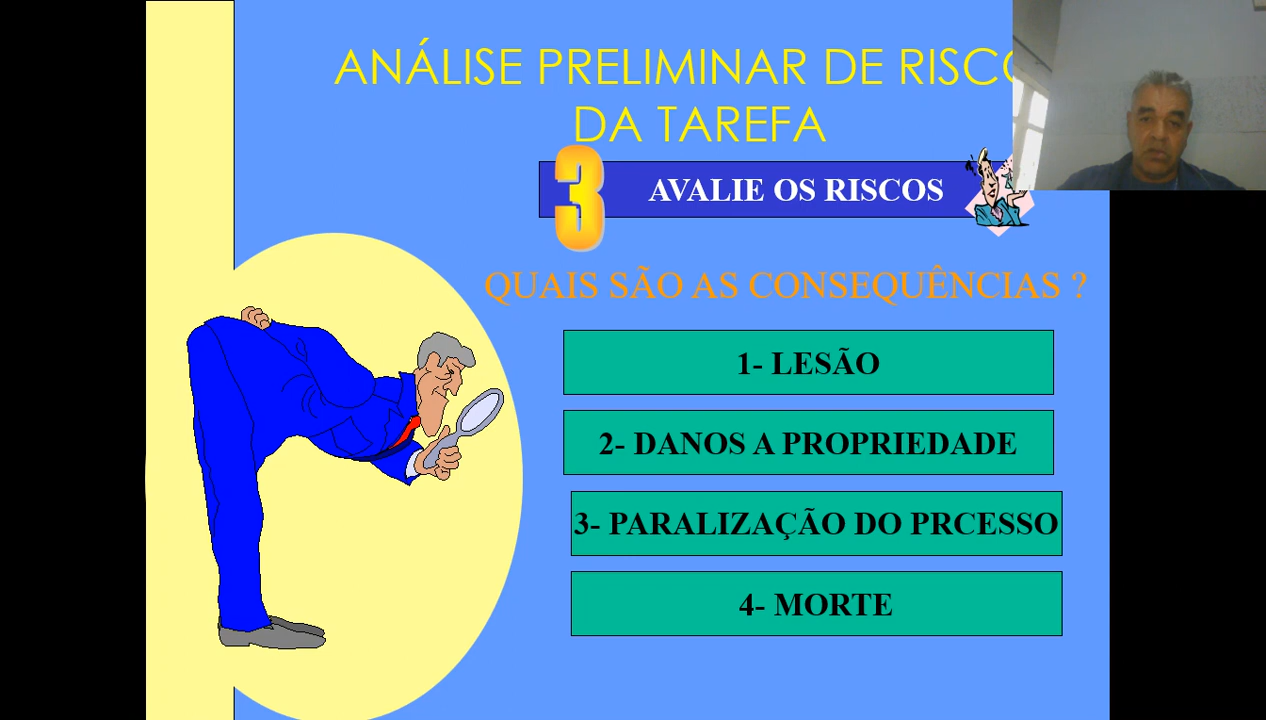 ANÁLISE PRELIMINAR DE
DA TAREFA
3
AVALIE OS RISCOS
QUAIS SÃO AS CONSEQUÊNCIAS ?
1- LESÃO
2- DANOS A PROPRIEDADE
3- PARALIZAÇÃO DO PRCESSO
4- MORTE